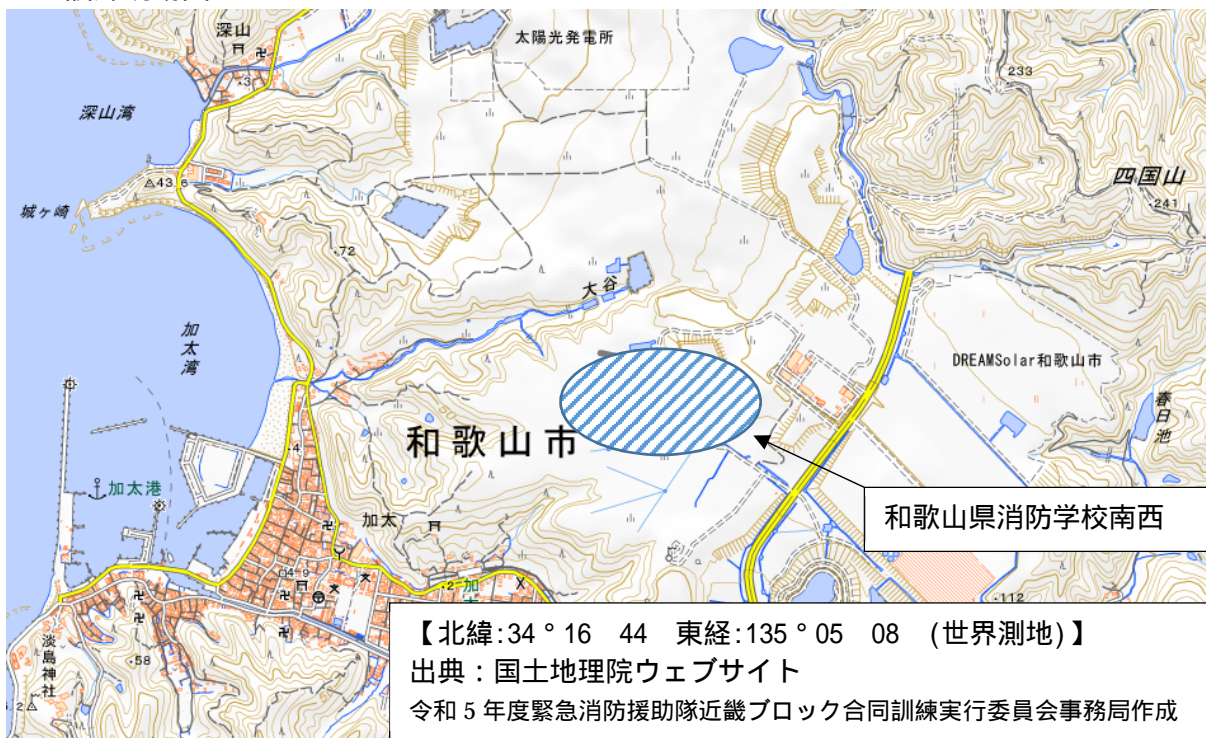 深山
太陽光発電所
233
深山湾
四国山
241
43.6
城ヶ崎
72
大谷
加太湾
DREAMSolar和歌山市
春日池
和歌山市
4
加太港
和歌山県消防学校南西
加太
4.9
2
加
112
淡島神社
58
【北緯:34°16 44 東経:135°05 08 (世界測地)】
出典:国土地理院ウェブサイト
令和5年度緊急消防援助隊近畿ブロック合同訓練実行委員会事務局作成